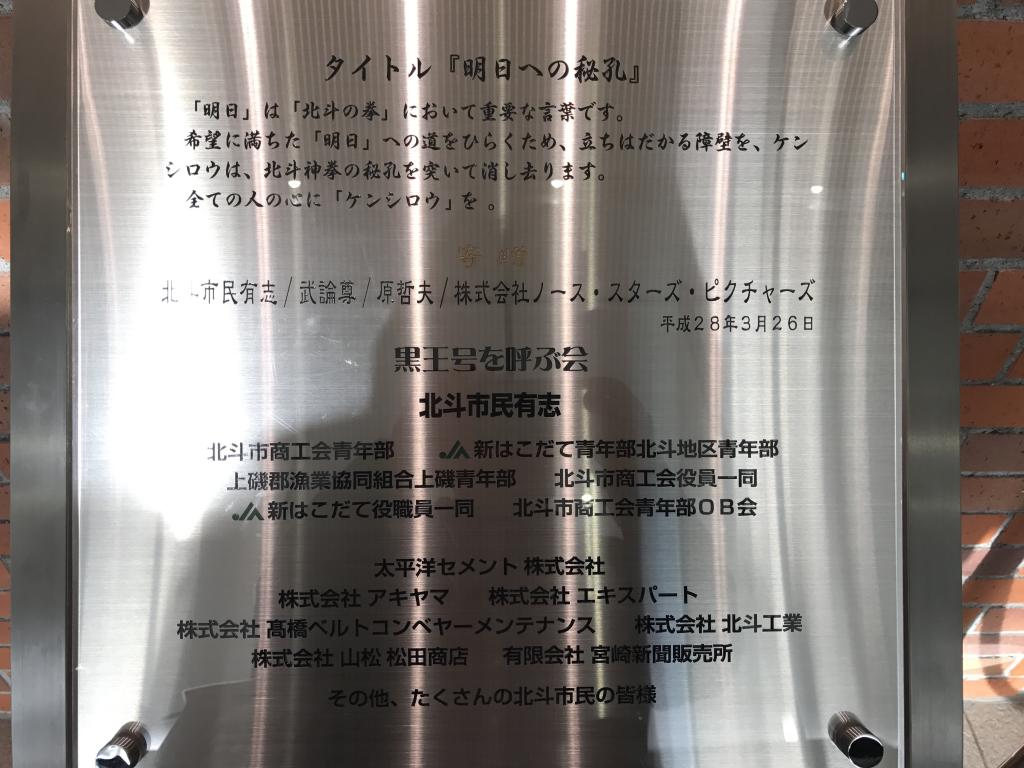 タイトル『明日への秘孔』
「明日」は「北斗の拳」において重要な言葉です。
希望に満ちた「明日」への道をひらくため、立ちはだかる障壁を、ケン
シロウは、北斗神拳の秘孔を突いて消し去ります。
全ての人の心に「ケンシロウ」を 。
寄 贈
北斗市民有志/武論尊/原哲夫/株式会社ノース・スターズ・ピクチャーズ
平成28年3月26日
黒王号を呼ぶ会
北斗市民有志
北斗市商工会青年部 JA新はこだて青年部北斗地区青年部
上磯郡漁業協同組合上磯青年部 北斗市商工会役員一同
JA新はこだて役職員一同 北斗市商工会青年部OB会
太平洋セメント 株式会社
株式会社 アキヤマ 株式会社 エキスパート
株式会社 髙橋ベルトコンベヤーメンテナンス 株式会社 北斗工業
株式会社 山松 松田商店 有限会社 宮崎新聞販売所
その他、たくさんの北斗市民の皆様